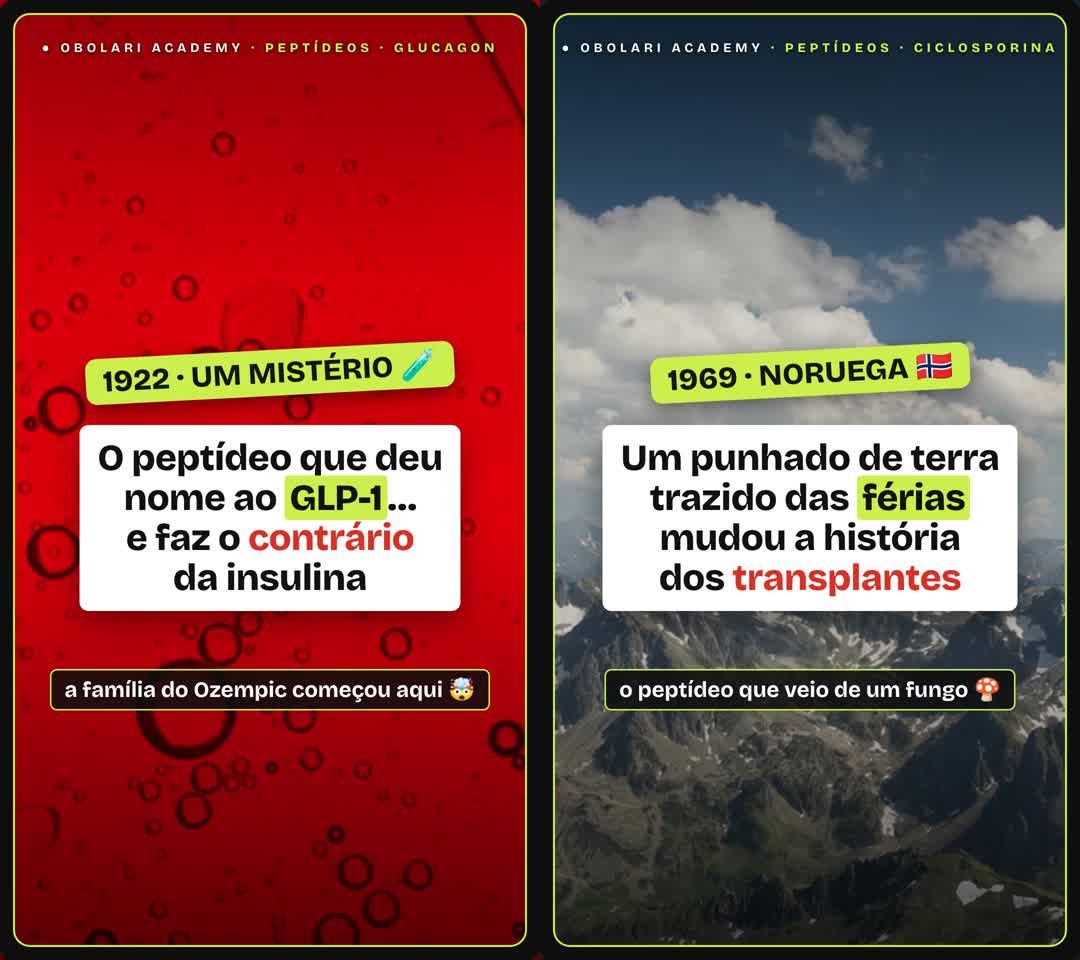 • OBOLARI ACADEMY · PEPTÍDEOS · GLUCAGON
1922 · UM MISTÉRIO 🧪
O peptídeo que deu
nome ao GLP-1...
e faz o contrário
da insulina
a família do Ozempic começou aqui 🤯
• OBOLARI ACADEMY · PEPTÍDEOS · CICLOSPORINA
1969 · NORUEGA 🇳🇴
Um punhado de terra
trazido das férias
mudou a história
dos transplantes
o peptídeo que veio de um fungo 🍄